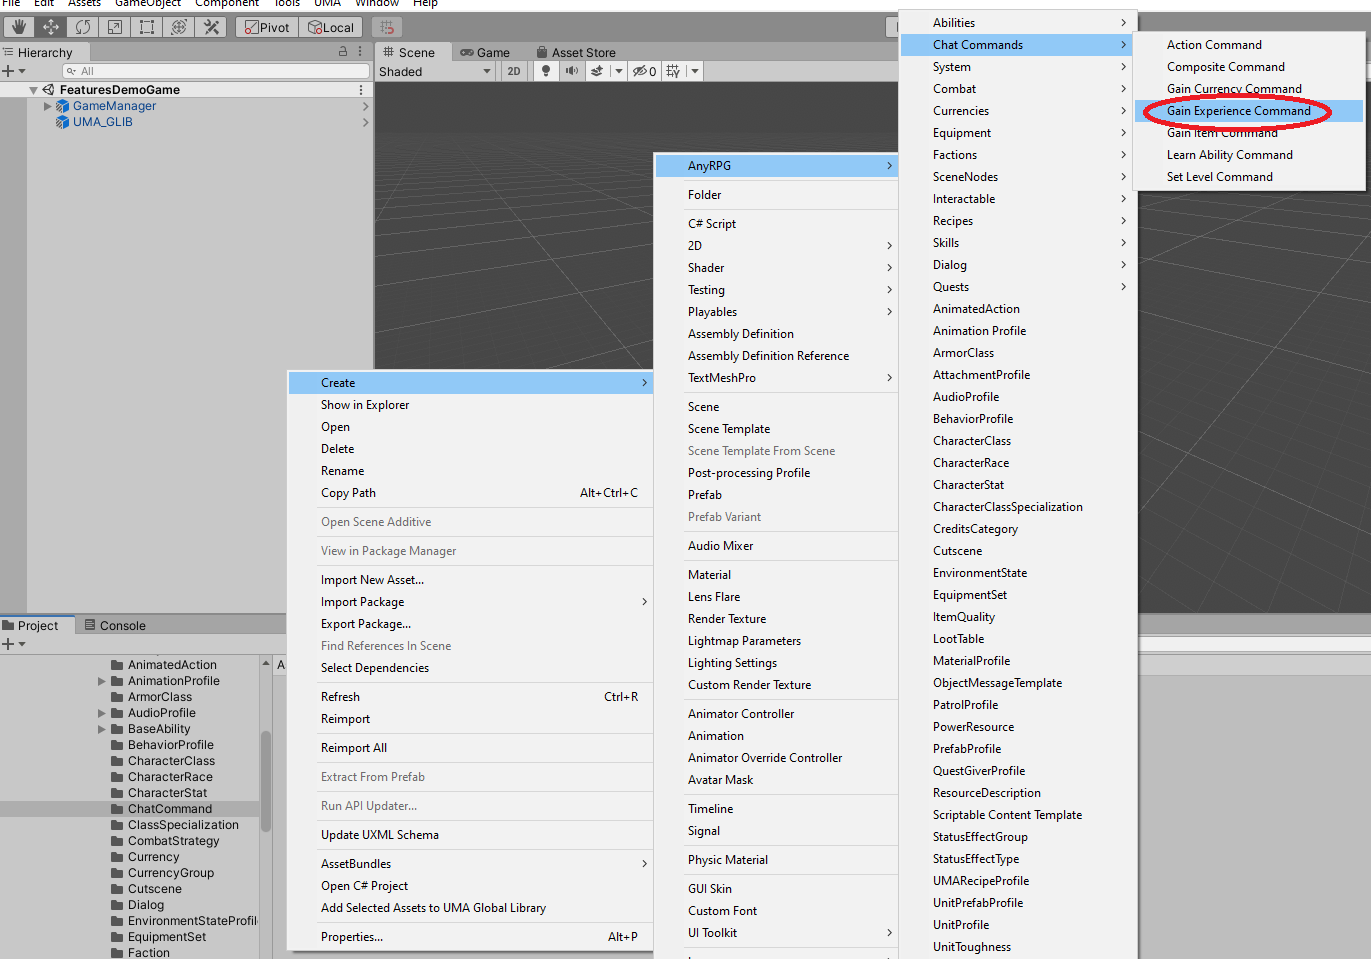 File Edit Assets GameObject Component Tools UMA Window Help
Pivot Local
Hierarchy
All
FeaturesDemoGame
GameManager
UMA_GLIB
Scene Game Asset Store
Shaded 2D 0
Project Console
AnimatedAction
AnimationProfile
ArmorClass
AudioProfile
BaseAbility
BehaviorProfile
CharacterClass
CharacterRace
CharacterStat
ChatCommand
ClassSpecialization
CombatStrategy
Currency
CurrencyGroup
Cutscene
Dialog
EnvironmentStateProfil
EquipmentSet
Faction
A
Create
Show in Explorer
Open
Delete
Rename
Copy Path Alt+Ctrl+C
Open Scene Additive
View in Package Manager
Import New Asset...
Import Package
Export Package...
Find References In Scene
Select Dependencies
Refresh Ctrl+R
Reimport
Reimport All
Extract From Prefab
Run API Updater...
Update UXML Schema
AssetBundles
Open C# Project
Add Selected Assets to UMA Global Library
Properties... Alt+P
AnyRPG
Folder
C# Script
2D
Shader
Testing
Playables
Assembly Definition
Assembly Definition Reference
TextMeshPro
Scene
Scene Template
Scene Template From Scene
Post-processing Profile
Prefab
Prefab Variant
Audio Mixer
Material
Lens Flare
Render Texture
Lightmap Parameters
Lighting Settings
Custom Render Texture
Animator Controller
Animation
Animator Override Controller
Avatar Mask
Timeline
Signal
Physic Material
GUI Skin
Custom Font
UI Toolkit
Abilities
Chat Commands
System
Combat
Currencies
Equipment
Factions
SceneNodes
Interactable
Recipes
Skills
Dialog
Quests
AnimatedAction
Animation Profile
ArmorClass
AttachmentProfile
AudioProfile
BehaviorProfile
CharacterClass
CharacterRace
CharacterStat
CharacterClassSpecialization
CreditsCategory
Cutscene
EnvironmentState
EquipmentSet
ItemQuality
LootTable
MaterialProfile
ObjectMessageTemplate
PatrolProfile
PowerResource
PrefabProfile
QuestGiverProfile
ResourceDescription
Scriptable Content Template
StatusEffectGroup
StatusEffectType
UMARecipeProfile
UnitPrefabProfile
UnitProfile
UnitToughness
Action Command
Composite Command
Gain Currency Command
Gain Experience Command
Gain Item Command
Learn Ability Command
Set Level Command